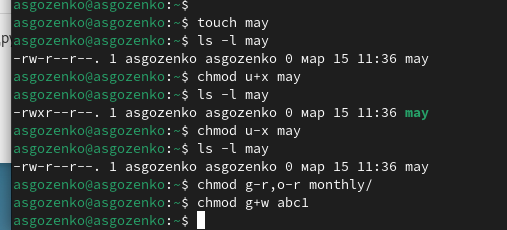 asgozenko@asgozenko:~$
asgozenko@asgozenko:~$ touch may
asgozenko@asgozenko:~$ ls -l may
-rw-r--r--. 1 asgozenko asgozenko 0 мар 15 11:36 may
asgozenko@asgozenko:~$ chmod u+x may
asgozenko@asgozenko:~$ ls -l may
-rwxr--r--. 1 asgozenko asgozenko 0 мар 15 11:36 may
asgozenko@asgozenko:~$ chmod u-x may
asgozenko@asgozenko:~$ ls -l may
-rw-r--r--. 1 asgozenko asgozenko 0 мар 15 11:36 may
asgozenko@asgozenko:~$ chmod g-r,o-r monthly/
asgozenko@asgozenko:~$ chmod g+w abc1
asgozenko@asgozenko:~$